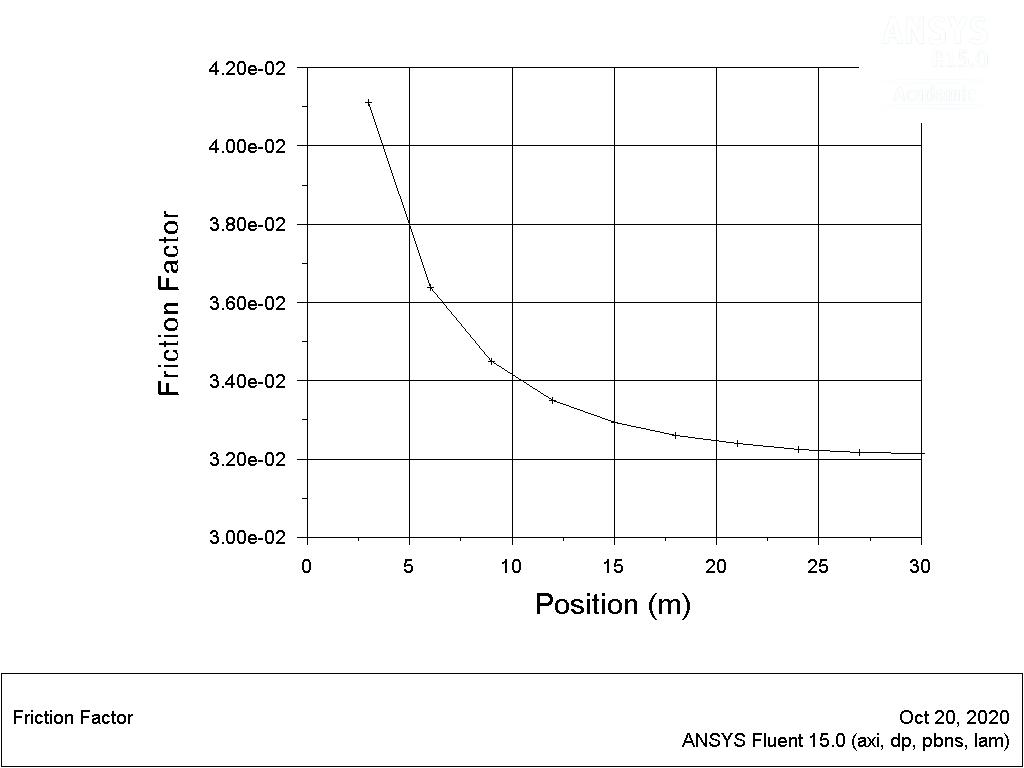 ANSYS
R15.0
Academic
4.20e-02
4.00e-02
3.80e-02
3.60e-02
3.40e-02
3.20e-02
3.00e-02
Friction Factor
0 5 10 15 20 25 30
Position (m)
Friction Factor
Oct 20, 2020
ANSYS Fluent 15.0 (axi, dp, pbns, lam)